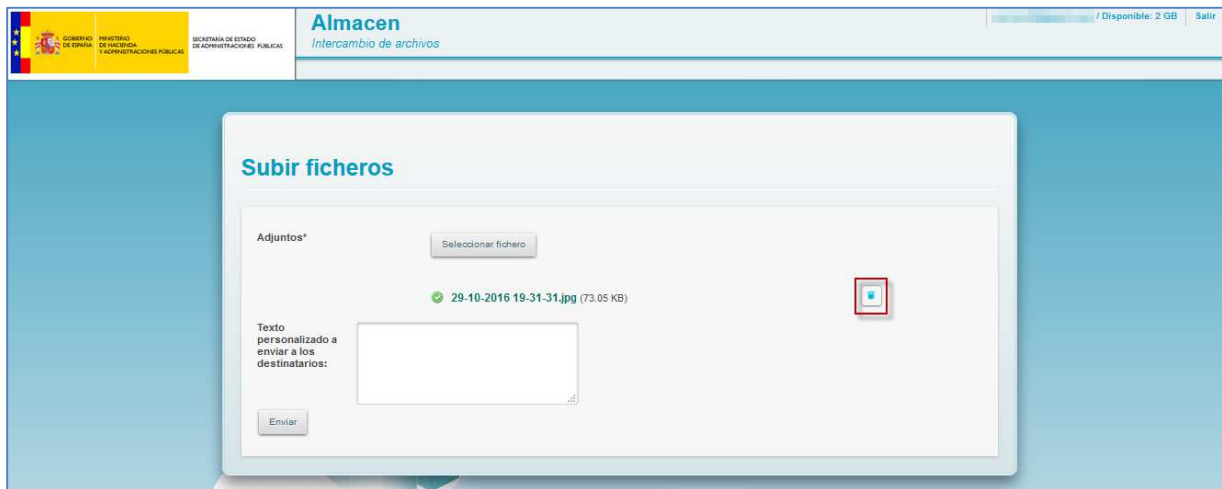 GOBIERNO
DE ESPAÑA
MINISTERIO
DE HACIENDA
Y ADMINISTRACIONES PÚBLICAS
SECRETARÍA DE ESTADO
DE ADMINISTRACIONES PÚBLICAS
Almacen
Intercambio de archivos
/ Disponible: 2 GB
Salir
Subir ficheros
Adjuntos*
Seleccionar fichero
29-10-2016 19-31-31.jpg (73.05 KB)
Texto
personalizado a
enviar a los
destinatarios:
Enviar